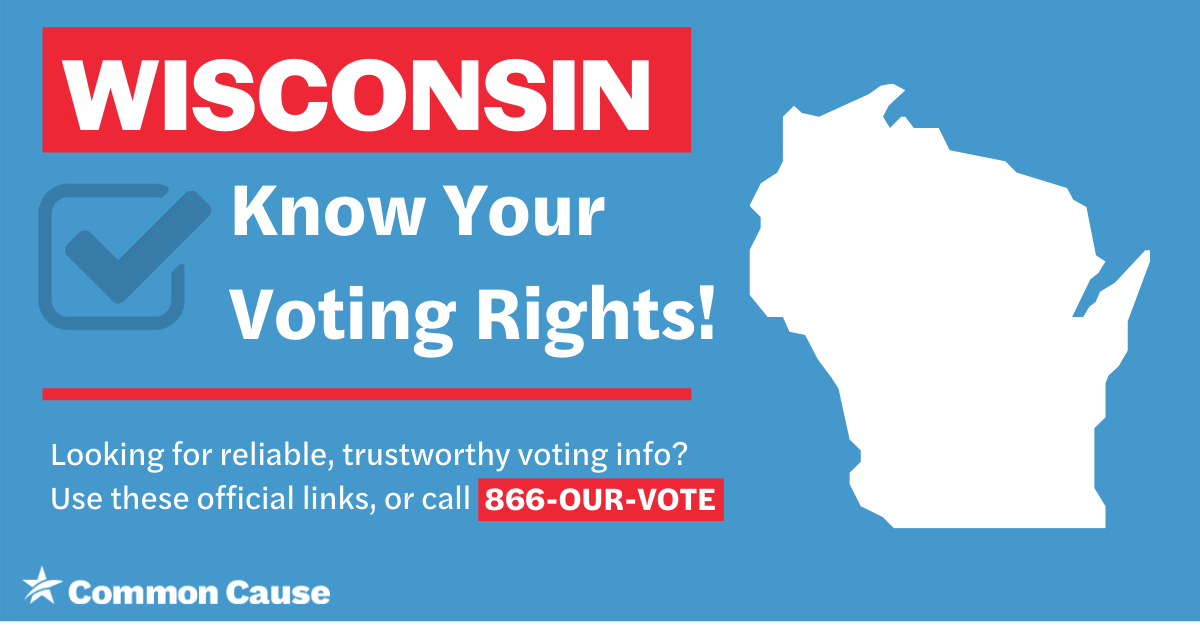 WISCONSIN
Know Your
Voting Rights!
Looking for reliable, trustworthy voting info?
Use these official links, or call 866-OUR-VOTE
Common Cause